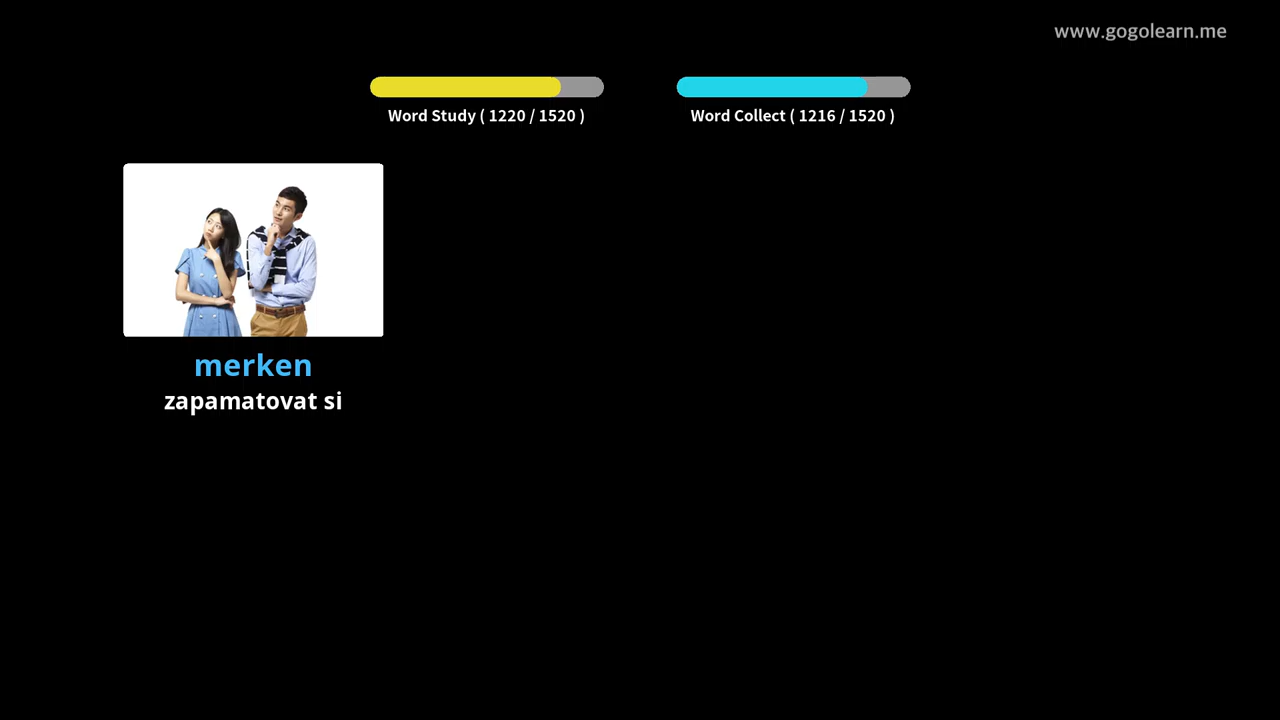 www.gogolearn.me
Word Study ( 1220 / 1520 )
Word Collect ( 1216 / 1520 )
merken
zapamatovat si